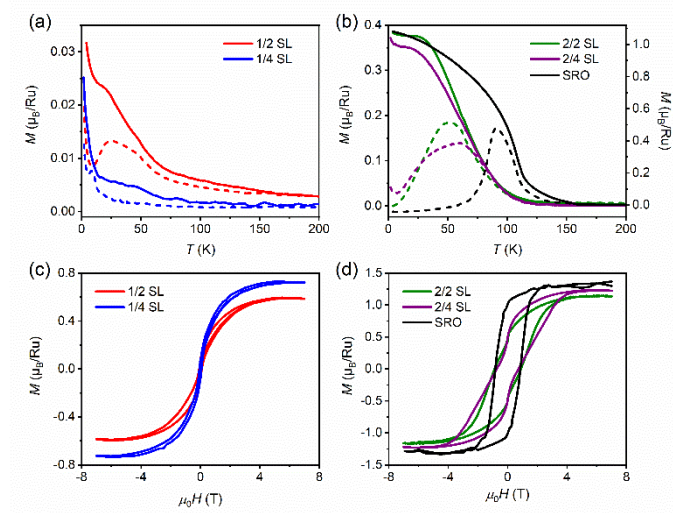 (a)
1/2 SL
1/4 SL
M (μB/Ru)
0.03
0.02
0.01
0.00
0
50
100
150
200
T (K)
(b)
2/2 SL
2/4 SL
SRO
M (μB/Ru)
0.4
0.3
0.2
0.1
0.0
1.0
0.8
0.6
0.4
0.2
0.0
M (μB/Ru)
0
50
100
150
200
T (K)
(c)
1/2 SL
1/4 SL
M (μB/Ru)
0.8
0.4
0.0
-0.4
-0.8
-8
-4
0
4
8
μ0H (T)
(d)
2/2 SL
2/4 SL
SRO
M (μB/Ru)
1.5
1.0
0.5
0.0
-0.5
-1.0
-1.5
-8
-4
0
4
8
μ0H (T)